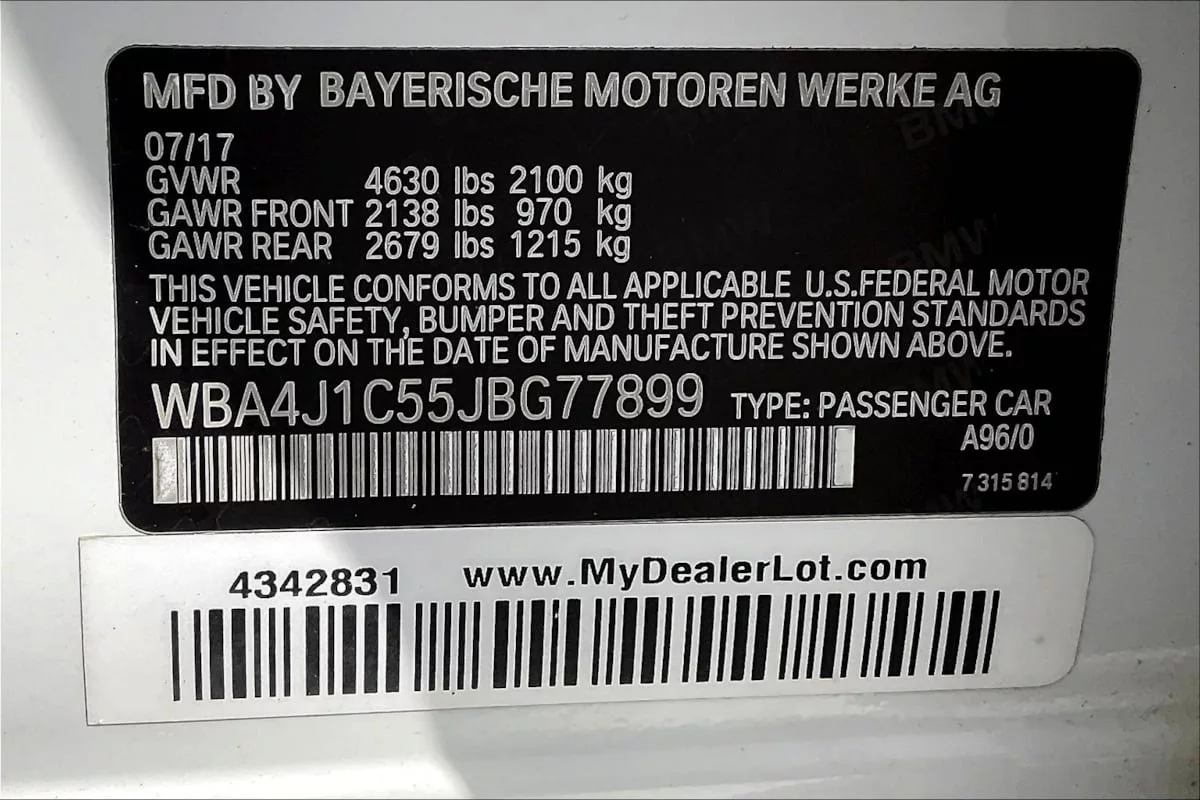 MFD BY BAYERISCHE MOTOREN WERKE AG
07/17
GVWR 4630 lbs 2100 kg
GAWR FRONT 2138 lbs 970 kg
GAWR REAR 2679 lbs 1215 kg
THIS VEHICLE CONFORMS TO ALL APPLICABLE U.S.FEDERAL MOTOR
VEHICLE SAFETY, BUMPER AND THEFT PREVENTION STANDARDS
IN EFFECT ON THE DATE OF MANUFACTURE SHOWN ABOVE.
WBA4J1C55JBG77899 TYPE: PASSENGER CAR
A96/0
7 315 814
4342831 www.MyDealerLot.com
BMW
BMW
BMW